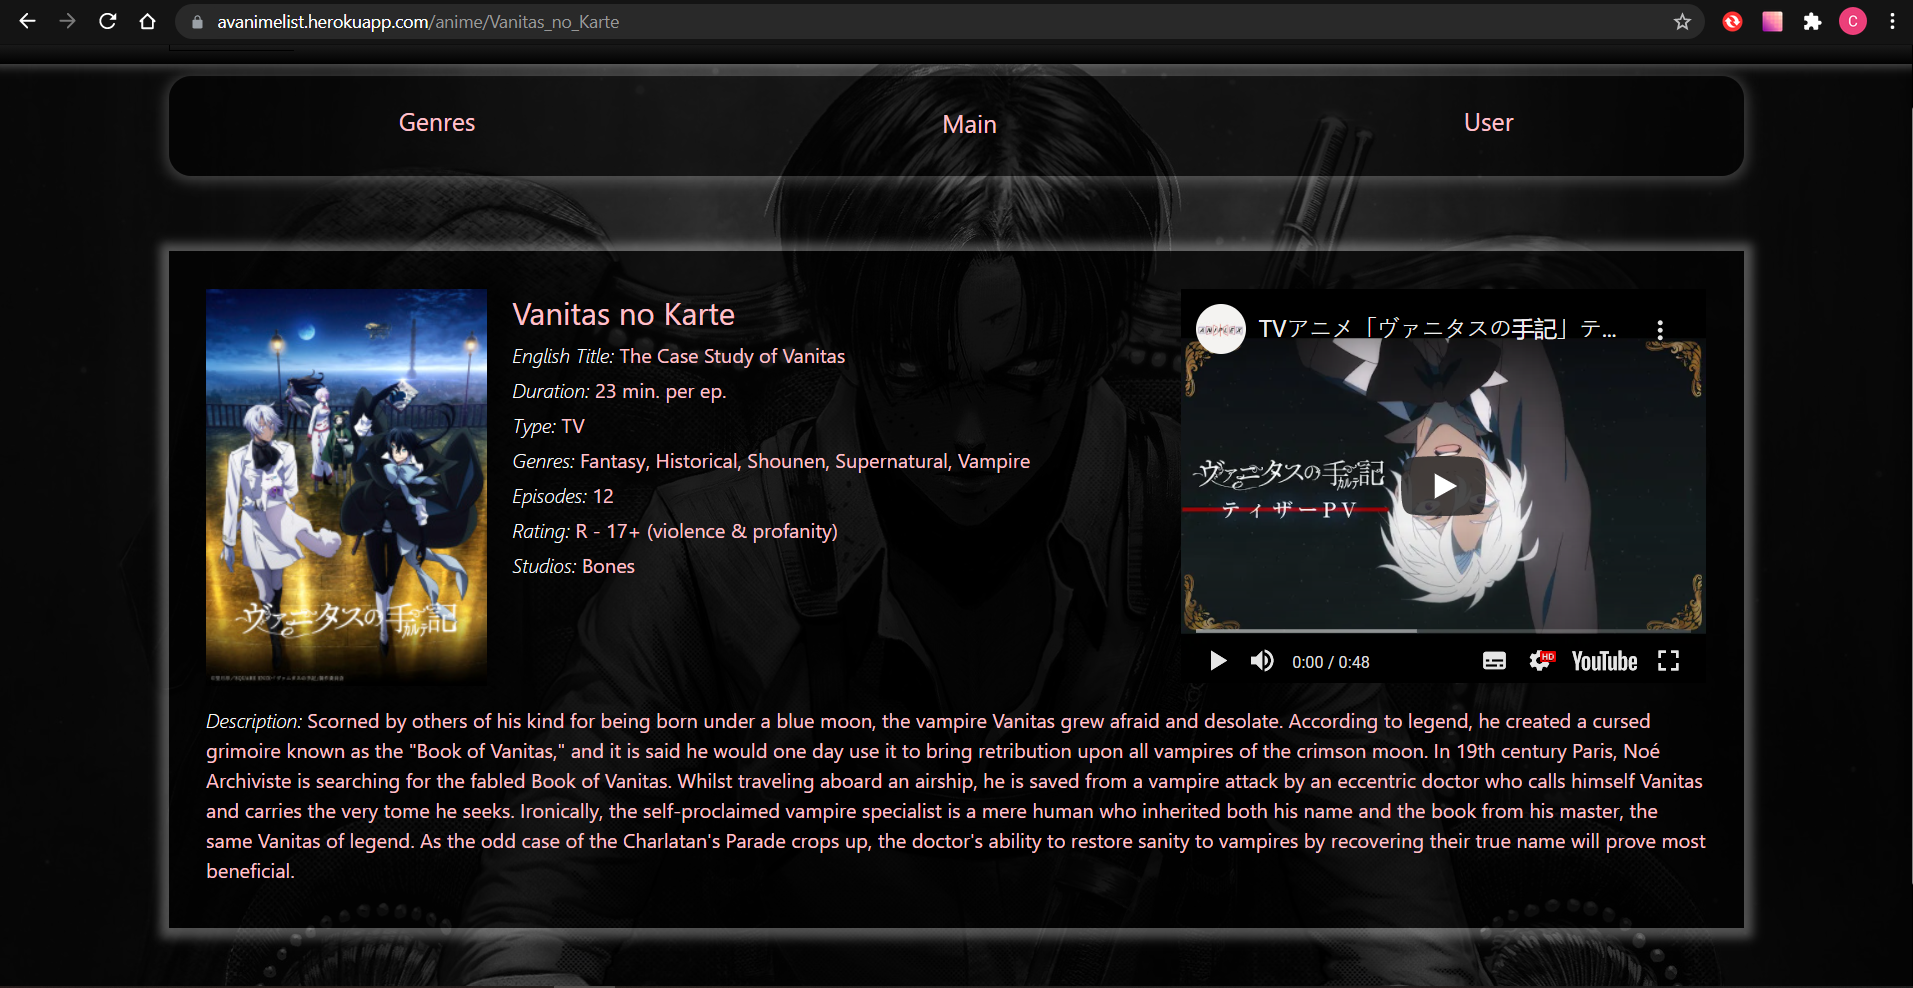 avanimelist.herokuapp.com/anime/Vanitas_no_Karte
C
Genres
Main
User
ヴァニタスの手記
カルテ
Vanitas no Karte
English Title: The Case Study of Vanitas
Duration: 23 min. per ep.
Type: TV
Genres: Fantasy, Historical, Shounen, Supernatural, Vampire
Episodes: 12
Rating: R - 17+ (violence & profanity)
Studios: Bones
TVアニメ「ヴァニタスの手記」テ...
ヴァニタスの手記
カルテ
ティザーPV
0:00 / 0:48
HD
YouTube
Description: Scorned by others of his kind for being born under a blue moon, the vampire Vanitas grew afraid and desolate. According to legend, he created a cursed
grimoire known as the "Book of Vanitas," and it is said he would one day use it to bring retribution upon all vampires of the crimson moon. In 19th century Paris, Noé
Archiviste is searching for the fabled Book of Vanitas. Whilst traveling aboard an airship, he is saved from a vampire attack by an eccentric doctor who calls himself Vanitas
and carries the very tome he seeks. Ironically, the self-proclaimed vampire specialist is a mere human who inherited both his name and the book from his master, the
same Vanitas of legend. As the odd case of the Charlatan's Parade crops up, the doctor's ability to restore sanity to vampires by recovering their true name will prove most
beneficial.